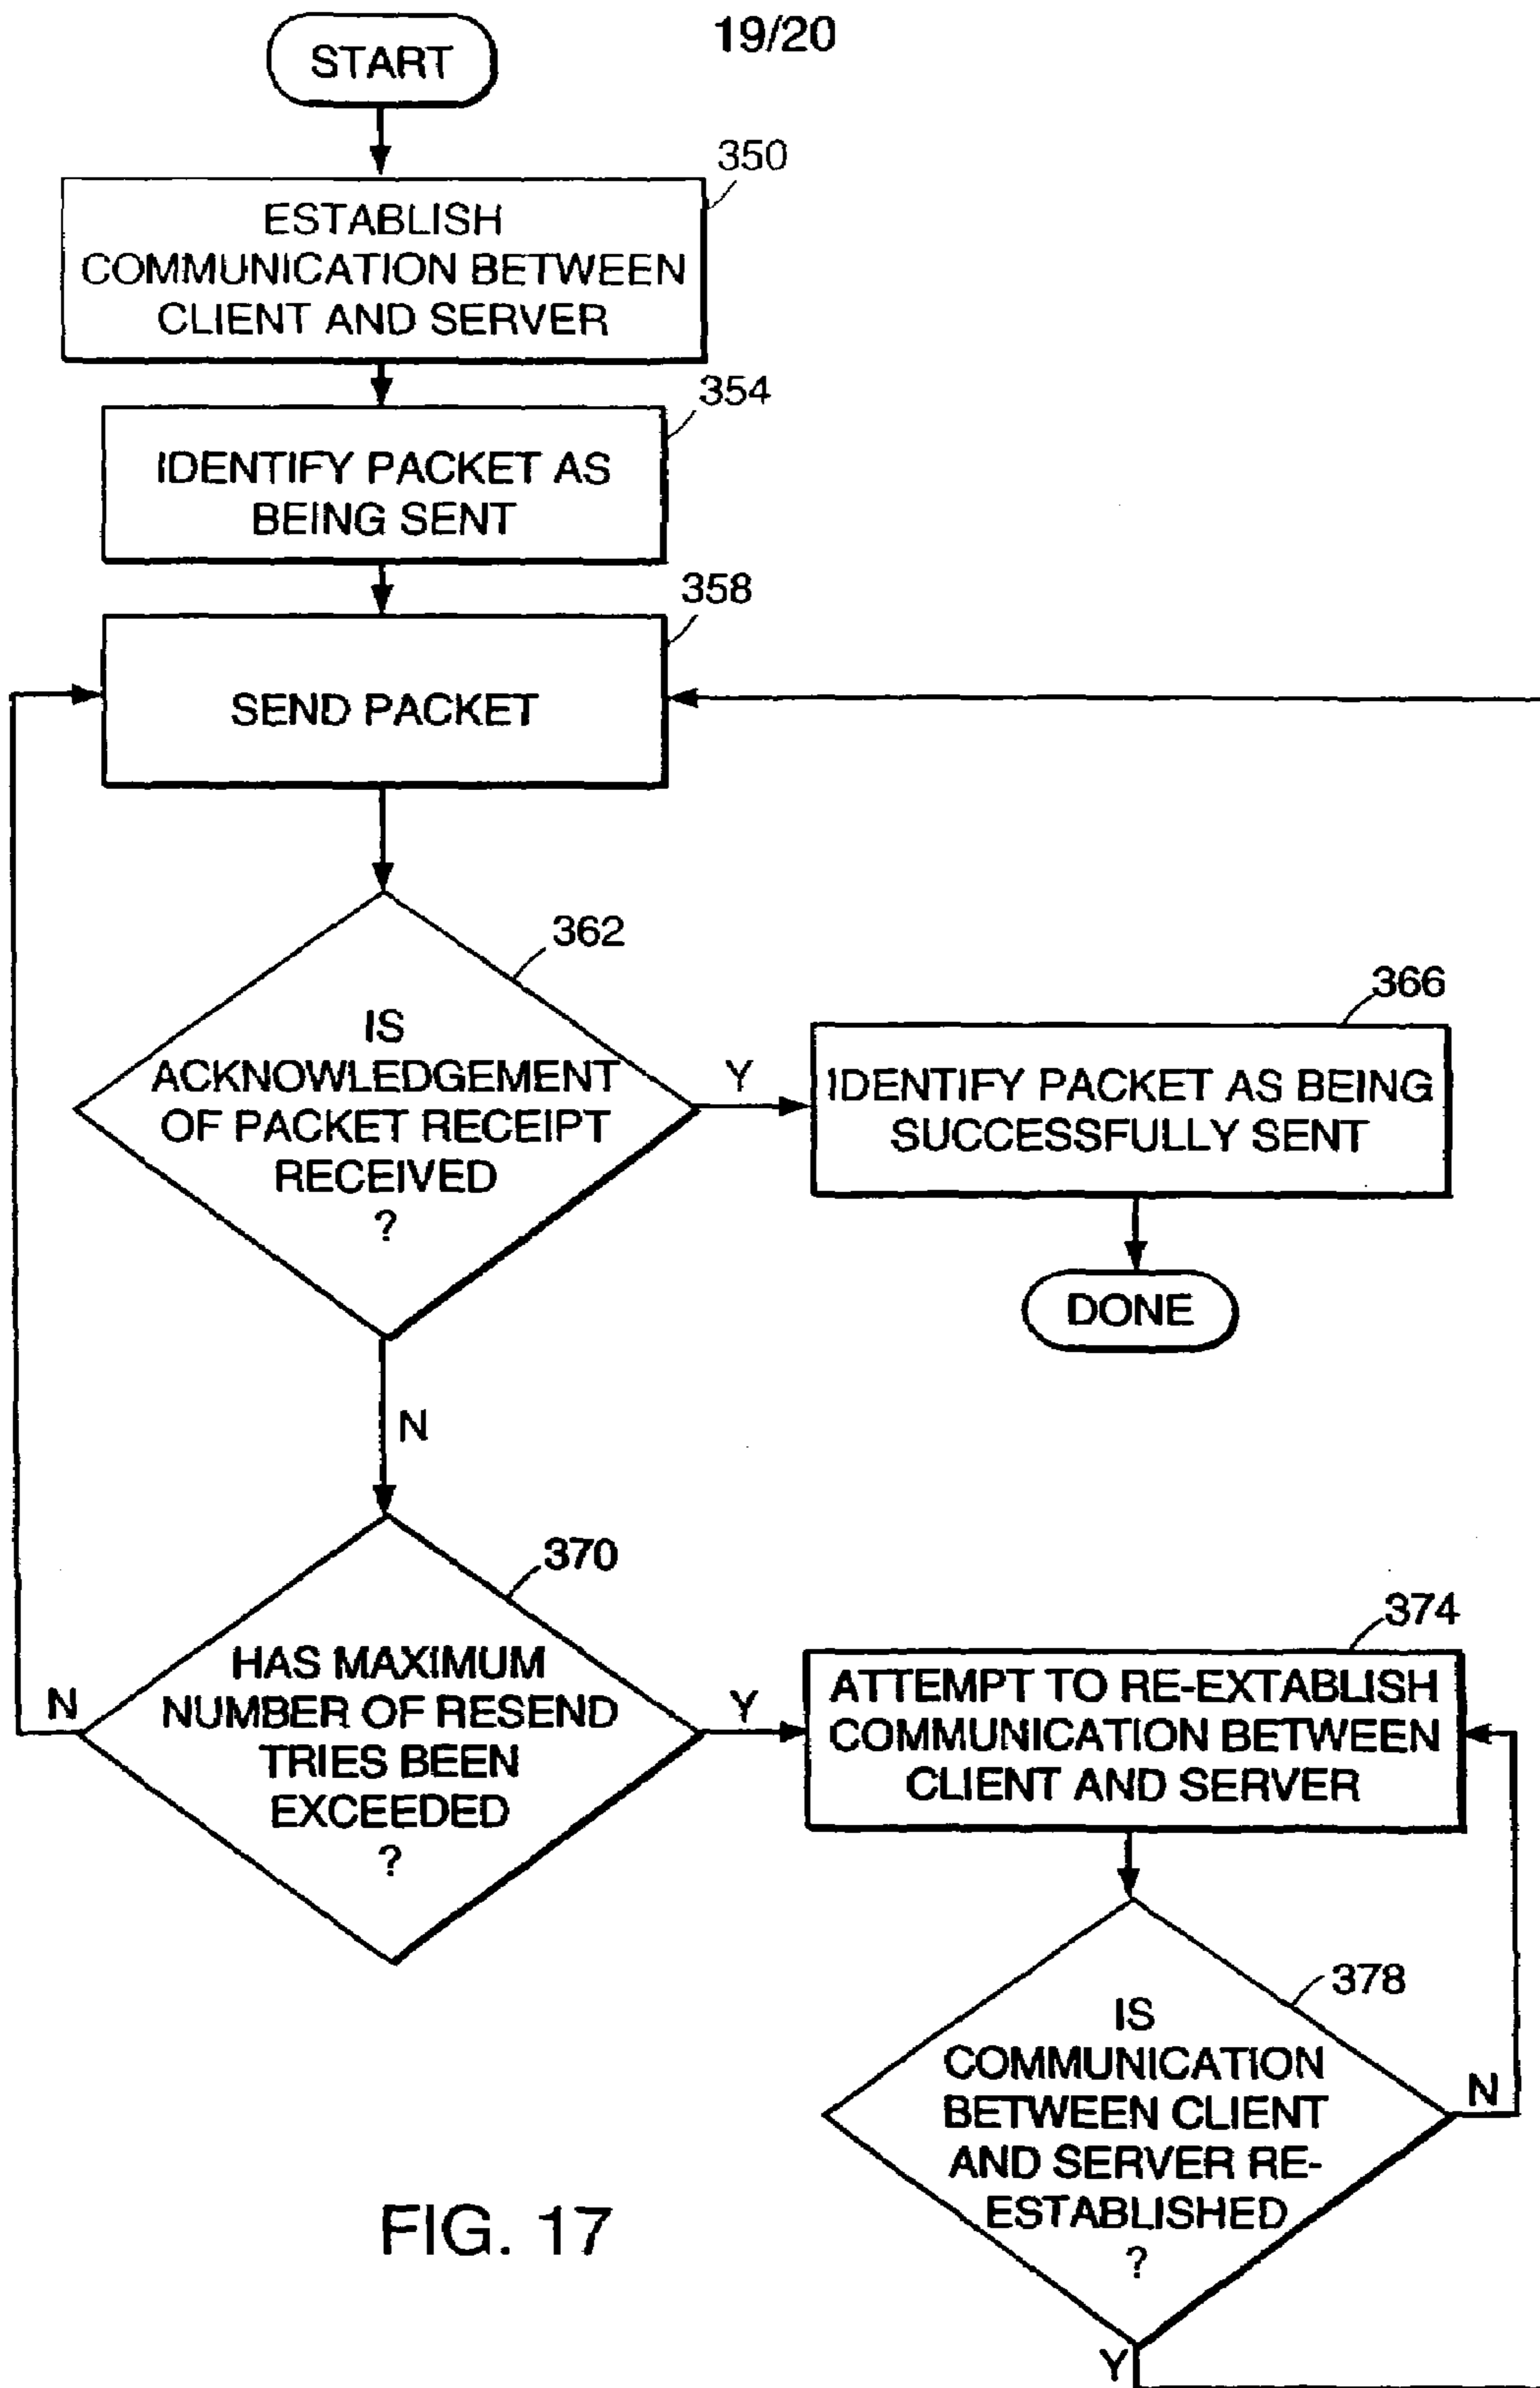 19/20
START
350
ESTABLISH
COMMUNICATION BETWEEN
CLIENT AND SERVER
354
IDENTIFY PACKET AS
BEING SENT
358
SEND PACKET
362
IS
ACKNOWLEDGEMENT
OF PACKET RECEIPT
RECEIVED
?
Y
366
IDENTIFY PACKET AS BEING
SUCCESSFULLY SENT
DONE
N
370
HAS MAXIMUM
NUMBER OF RESEND
TRIES BEEN
EXCEEDED
?
N
Y
374
ATTEMPT TO RE-EXTABLISH
COMMUNICATION BETWEEN
CLIENT AND SERVER
378
IS
COMMUNICATION
BETWEEN CLIENT
AND SERVER RE-
ESTABLISHED
?
N
Y
FIG. 17